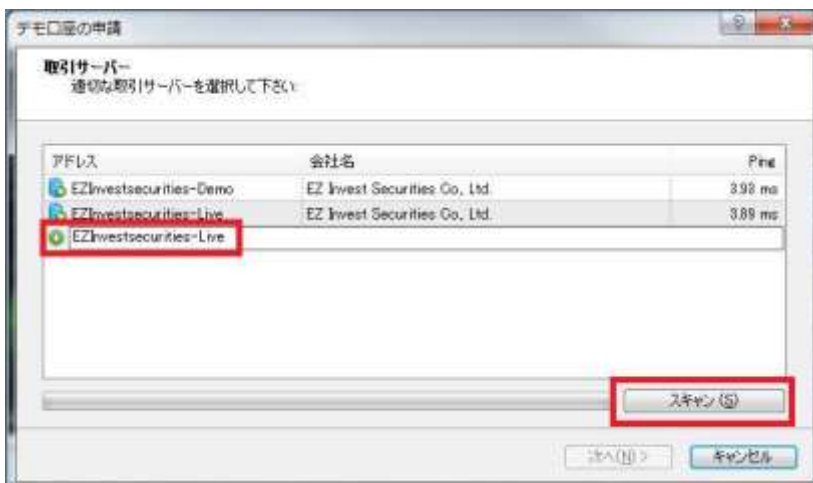 デモ口座の申請
取引サーバー
適切な取引サーバーを選択して下さい
アドレス 会社名 Ping
EZInvestsecurities-Demo EZ Invest Securities Co., Ltd. 3.93 ms
EZInvestsecurities-Live EZ Invest Securities Co., Ltd. 3.89 ms
EZInvestsecurities-Live
スキャン(S)
次へ(N) > キャンセル